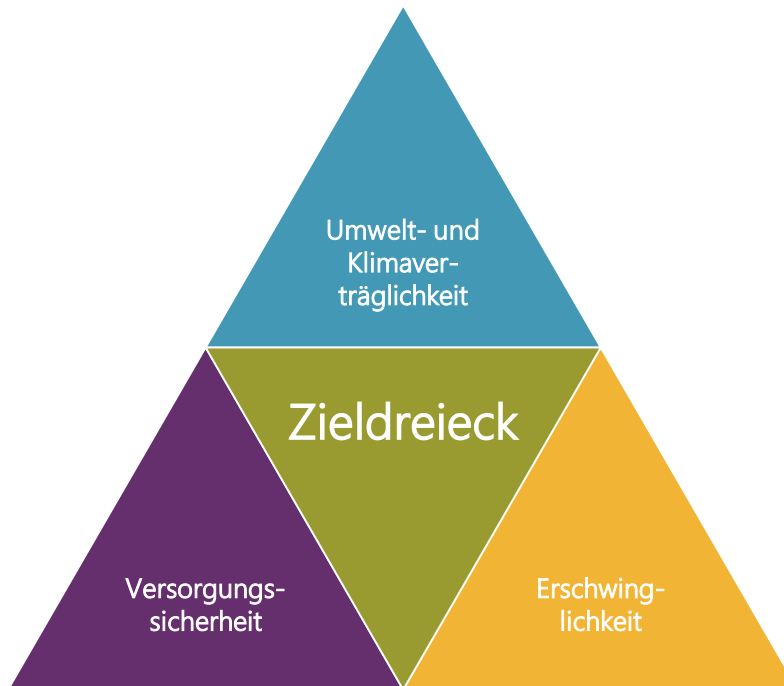 Umwelt- und
Klimaver-
träglichkeit
Zieldreieck
Versorgungs-
sicherheit
Erschwing-
lichkeit